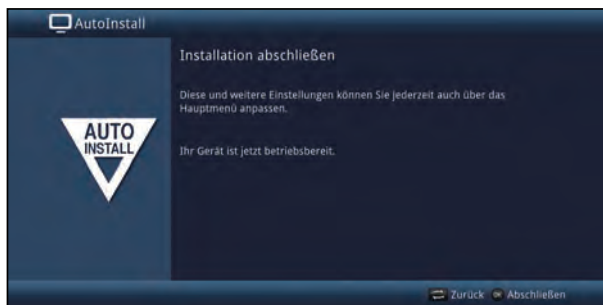 AutoInstall
Installation abschließen
Diese und weitere Einstellungen können Sie jederzeit auch über das
Hauptmenü anpassen.
AUTO
INSTALL
Ihr Gerät ist jetzt betriebsbereit.
Zurück OK Abschließen